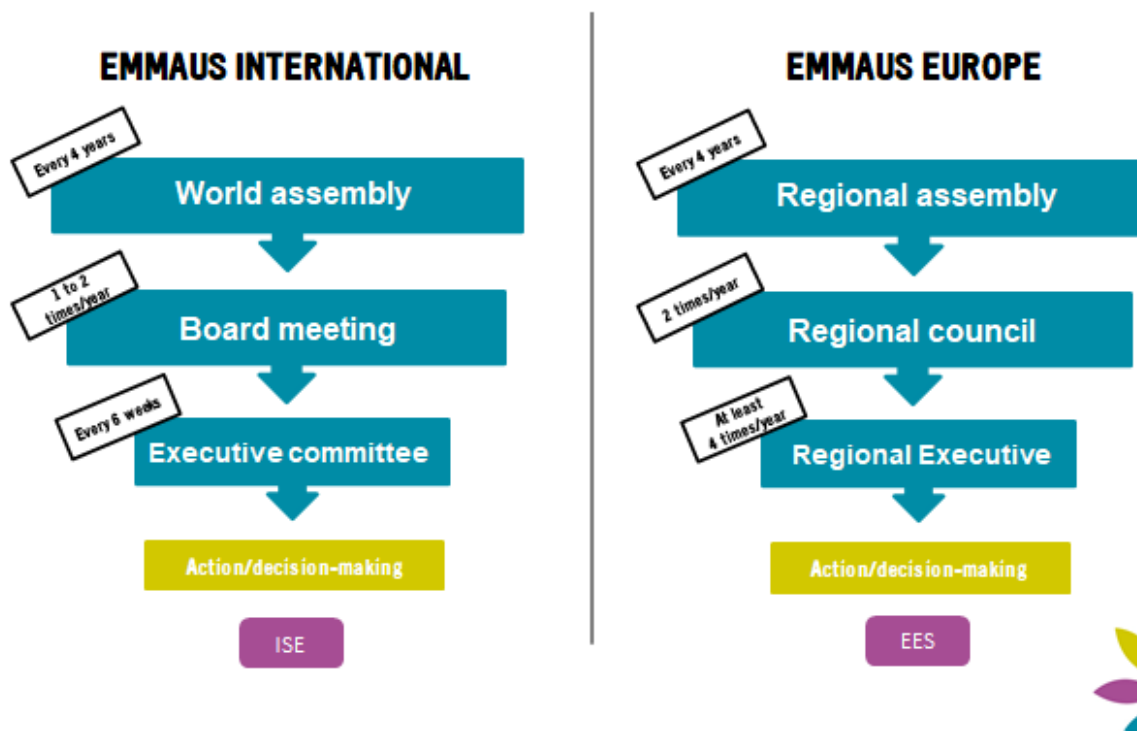 EMMAUS INTERNATIONAL
Every 4 years
World assembly
1 to 2
times/year
Board meeting
Every 6 weeks
Executive committee
Action/decision-making
ISE
EMMAUS EUROPE
Every 4 years
Regional assembly
2 times/year
Regional council
At least
4 times/year
Regional Executive
Action/decision-making
EES